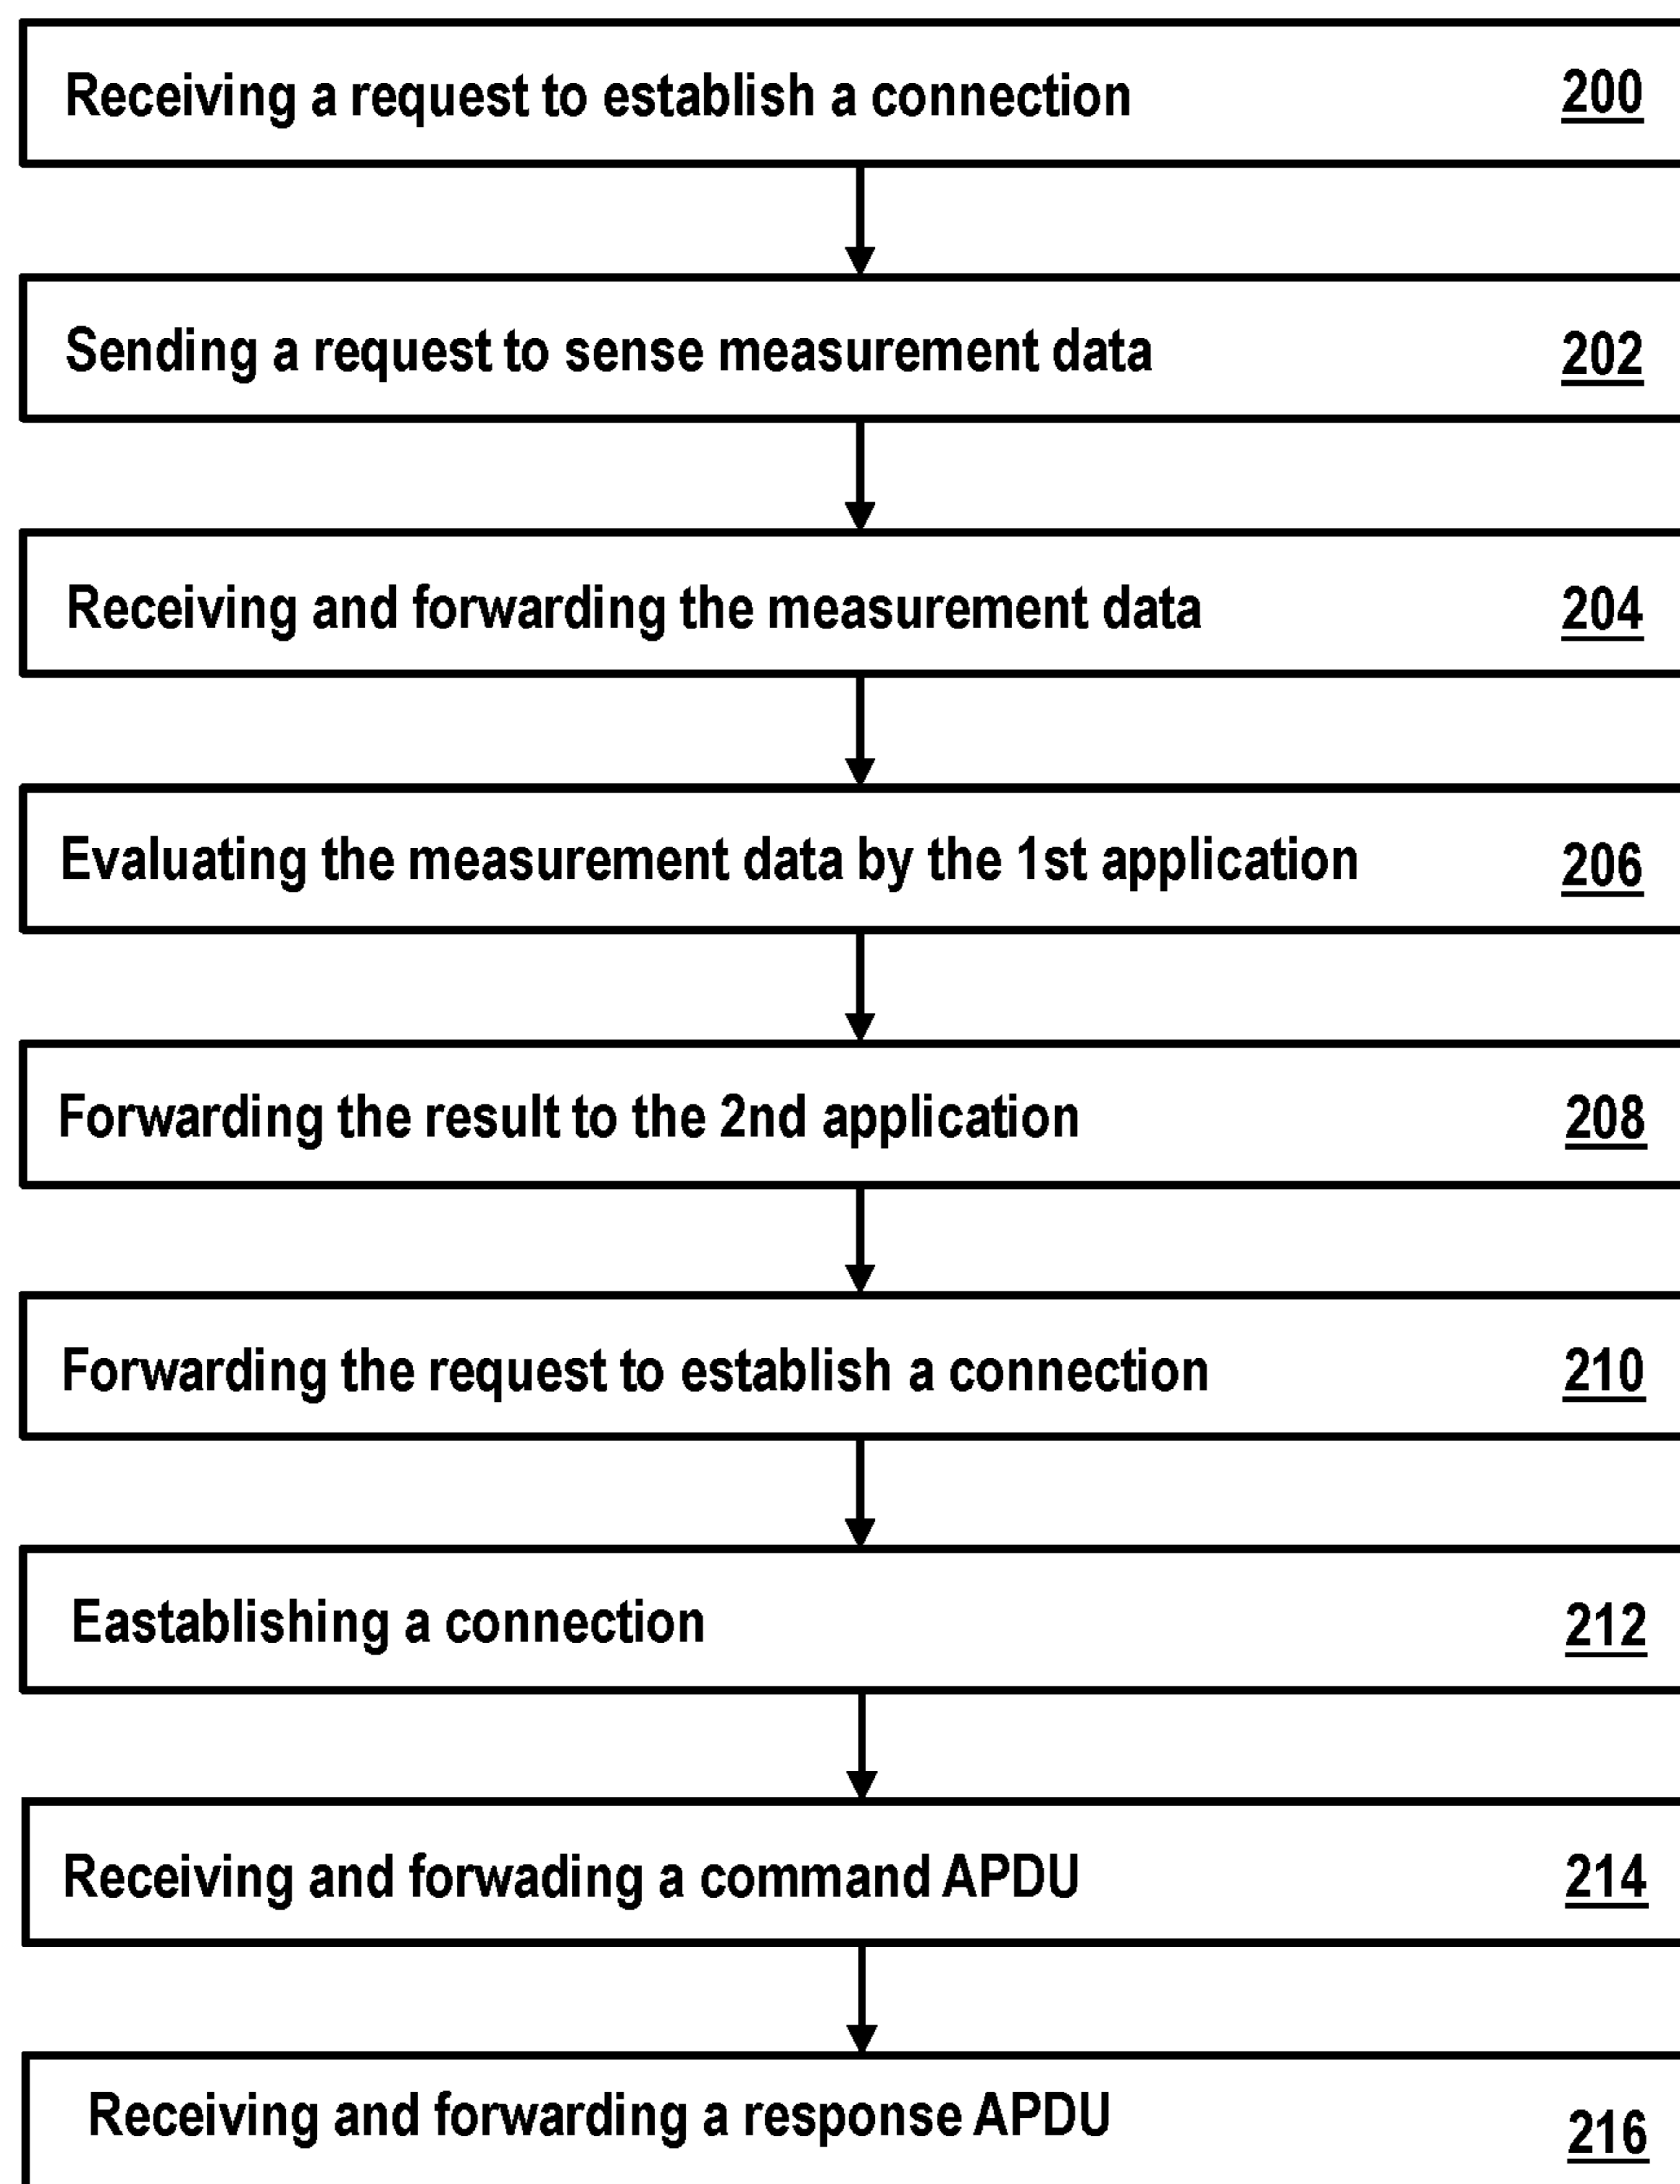 Receiving a request to establish a connection 200
Sending a request to sense measurement data 202
Receiving and forwarding the measurement data 204
Evaluating the measurement data by the 1st application 206
Forwarding the result to the 2nd application 208
Forwarding the request to establish a connection 210
Eastablishing a connection 212
Receiving and forwading a command APDU 214
Receiving and forwarding a response APDU 216